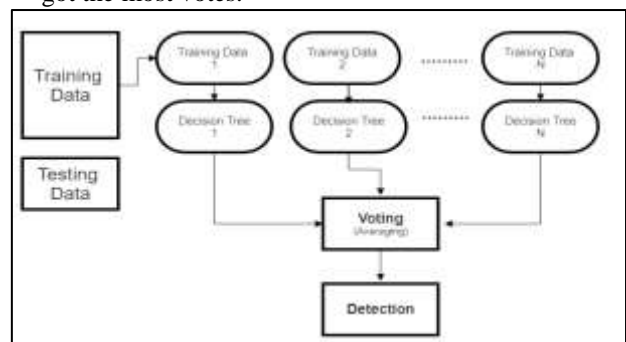 got the most votes.
Training
Data
Training Data
1
Training Data
2
.........
Training Data
N
Decision Tree
1
Decision Tree
2
.........
Decision Tree
N
Testing
Data
Voting
(Averaging)
Detection